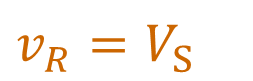 v_R = V_S